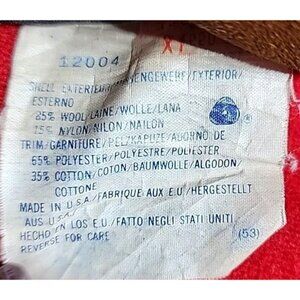 XL
12004
SHELL EXTERIEUR/AUSSENGEWEBE/EXTERIOR/
ESTERNO
85% WOOL/LAINE/WOLLE/LANA
15% NYLON/NILON/NAILON
TRIM/GARNITURE/PELZKAPUZE/ADORNO DE
65% POLYESTER/POLYESTRE/POLIESTER
35% COTTON/COTON/BAUMWOLLE/ALGODON/
COTTONE
MADE IN U.S.A./FABRIQUE AUX E.U./HERGESTELLT
AUS U.S.A./
HECHO EN LOS E.U./FATTO NEGLI STATI UNITI
REVERSE FOR CARE (53)